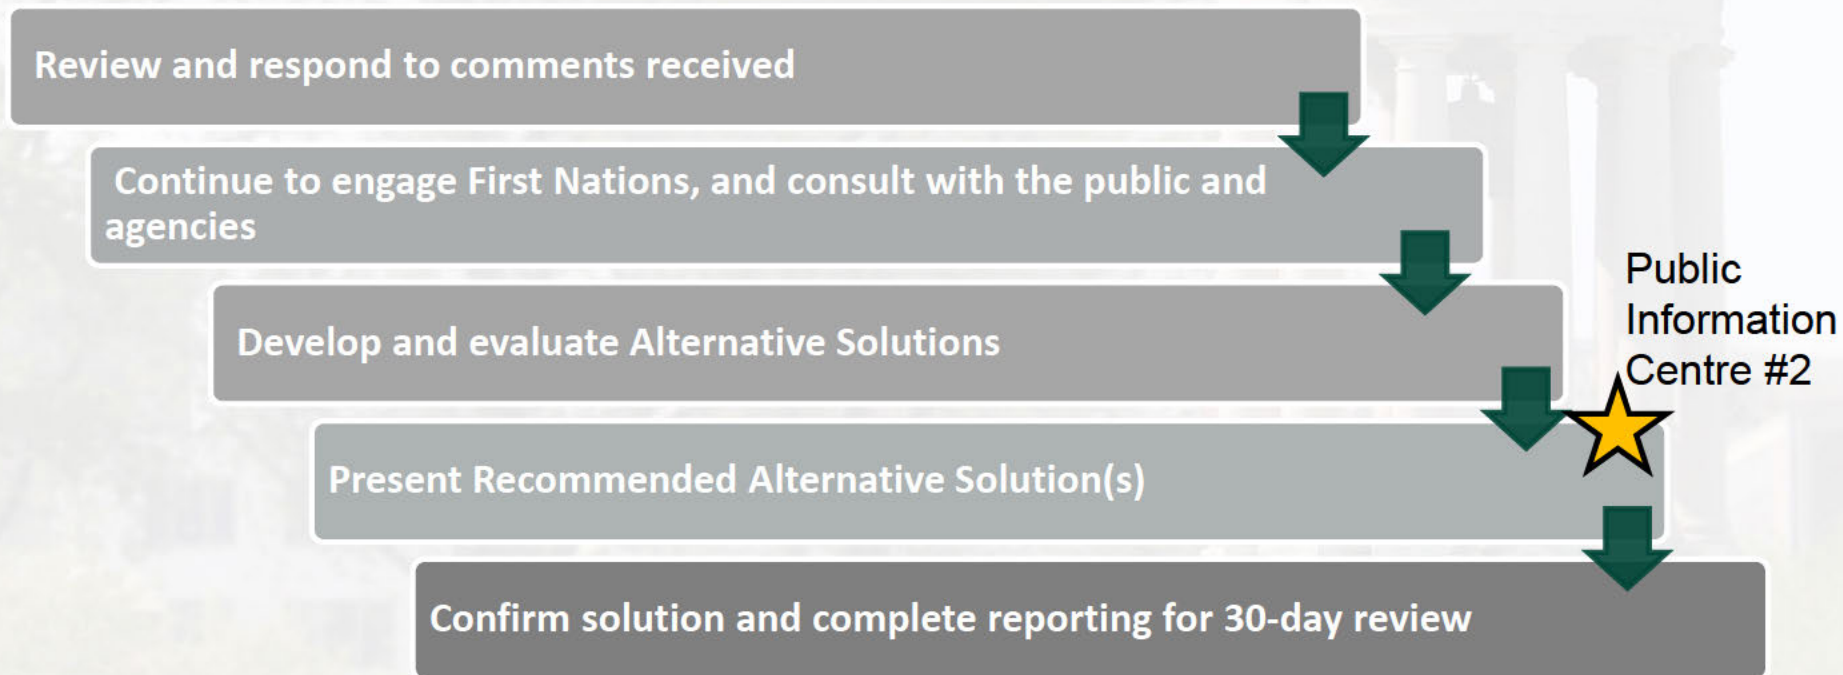 Review and respond to comments received
Continue to engage First Nations, and consult with the public and
agencies
Public
Information
Centre #2
Develop and evaluate Alternative Solutions
Present Recommended Alternative Solution(s)
Confirm solution and complete reporting for 30-day review